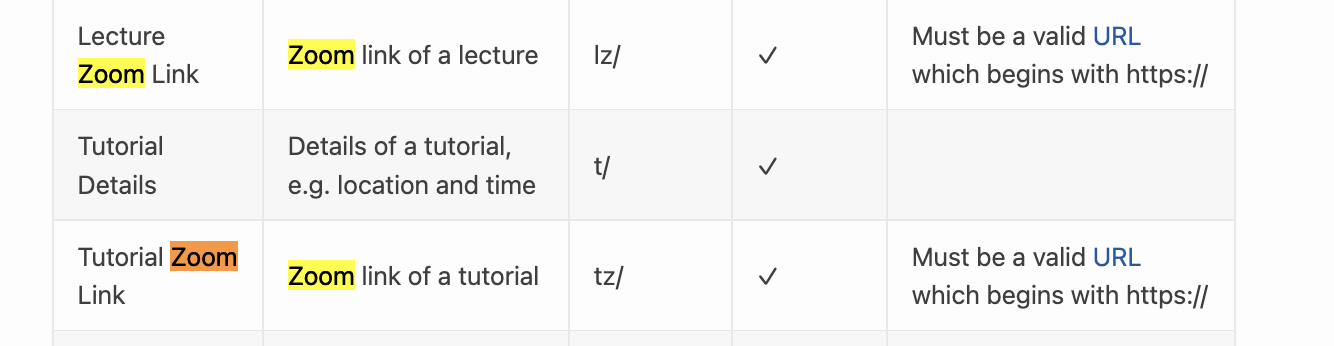 Lecture
Zoom Link
Zoom link of a lecture
lz/
✓
Must be a valid URL
which begins with https://
Tutorial
Details
Details of a tutorial,
e.g. location and time
t/
✓
Tutorial Zoom
Link
Zoom link of a tutorial
tz/
✓
Must be a valid URL
which begins with https://